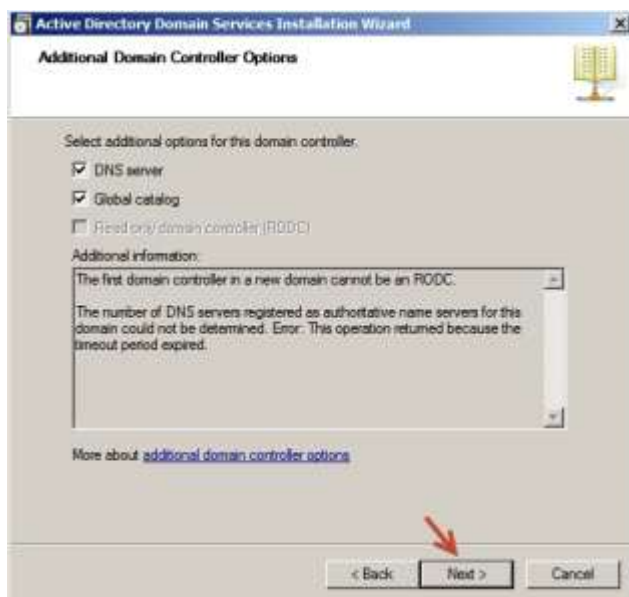 Active Directory Domain Services Installation Wizard
Additional Domain Controller Options
Select additional options for this domain controller.
DNS server
Global catalog
Read only domain controller (RODC)
Additional information:
The first domain controller in a new domain cannot be an RODC.
The number of DNS servers registered as authoritative name servers for this
domain could not be determined. Error: This operation returned because the
timeout period expired.
More about additional domain controller options
< Back
Next >
Cancel